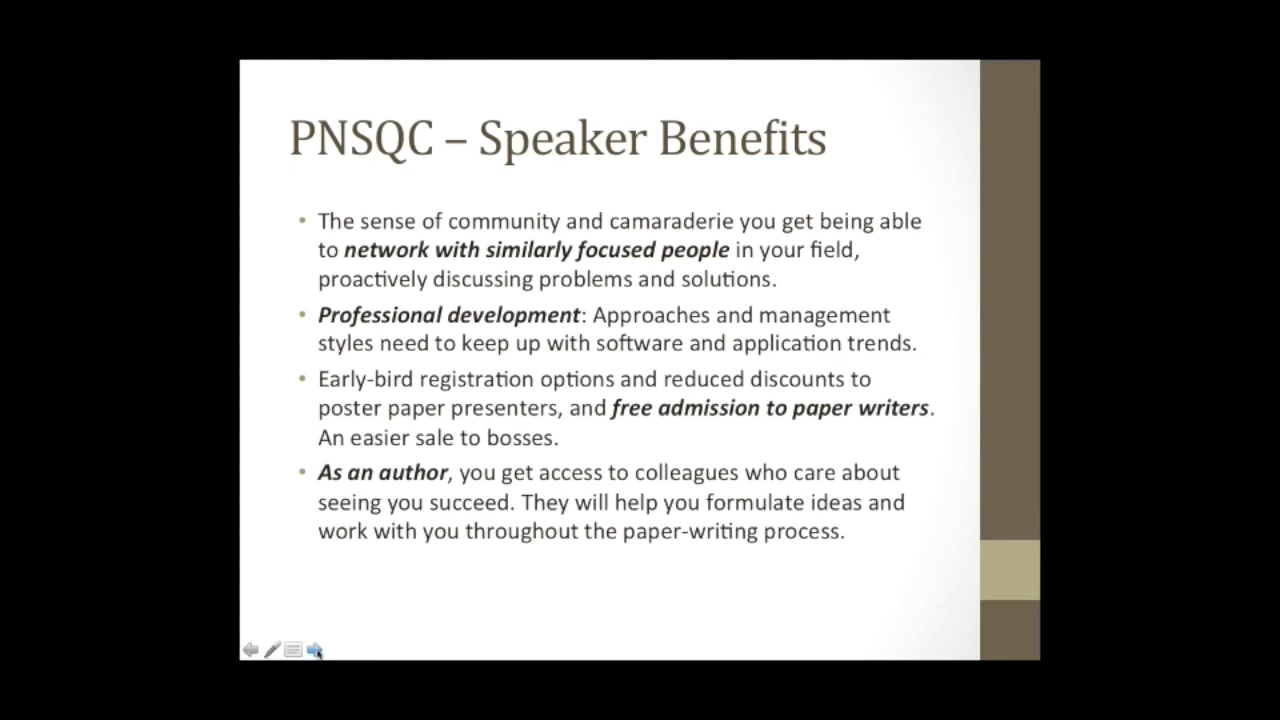 PNSQC – Speaker Benefits
• The sense of community and camaraderie you get being able
to network with similarly focused people in your field,
proactively discussing problems and solutions.
• Professional development: Approaches and management
styles need to keep up with software and application trends.
• Early-bird registration options and reduced discounts to
poster paper presenters, and free admission to paper writers.
An easier sale to bosses.
• As an author, you get access to colleagues who care about
seeing you succeed. They will help you formulate ideas and
work with you throughout the paper-writing process.